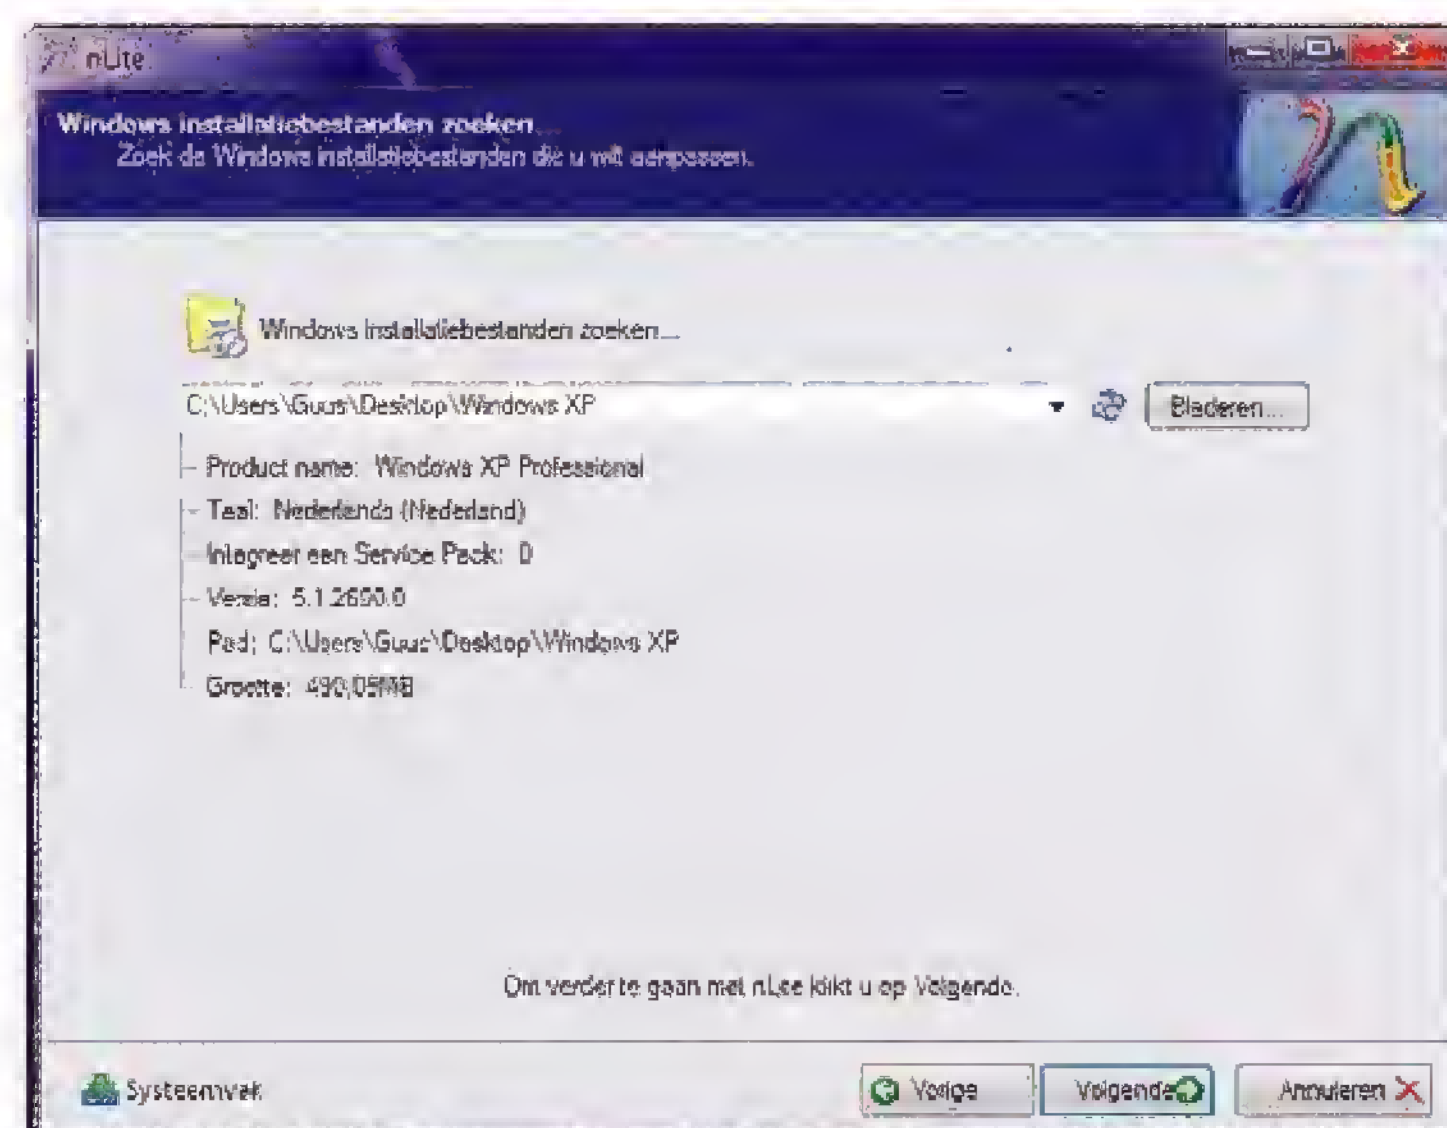 nLite
Windows Installatiebestanden zoeken...
Zoek de Windows installatiebestanden die u wilt aanpassen.
Windows Installatiebestanden zoeken...
C:\Users\Guus\Desktop\Windows XP
Bladeren...
Product name: Windows XP Professional
Taal: Nederlands (Nederland)
Integreer een Service Pack: 0
Versie: 5.1.2600.0
Pad: C:\Users\Guus\Desktop\Windows XP
Grootte:
Om verder te gaan met nLite klikt u op Volgende.
Systeemvak
Vorige
Volgende
Annuleren